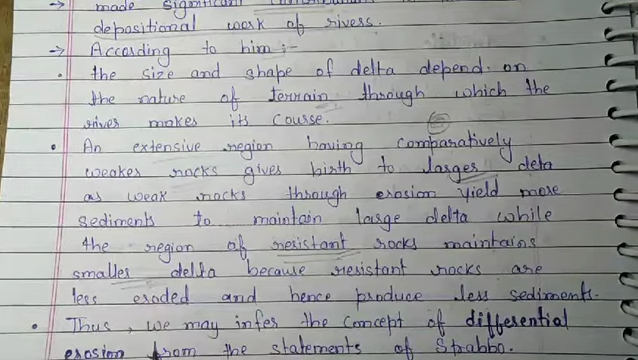 → made significant
depositional work of rivers.
→ According to him :-
• the size and shape of delta depend on
the nature of terrain through which the
river makes its course.
• An extensive region having comparatively
weaker rocks gives birth to larger delta
as weak rocks through erosion yield more
sediments to maintain large delta while
the region of resistant rocks maintains
smaller delta because resistant rocks are
less eroded and hence produce less sediments.
• Thus, we may infer the concept of differential
erosion from the statements of Strabbo.